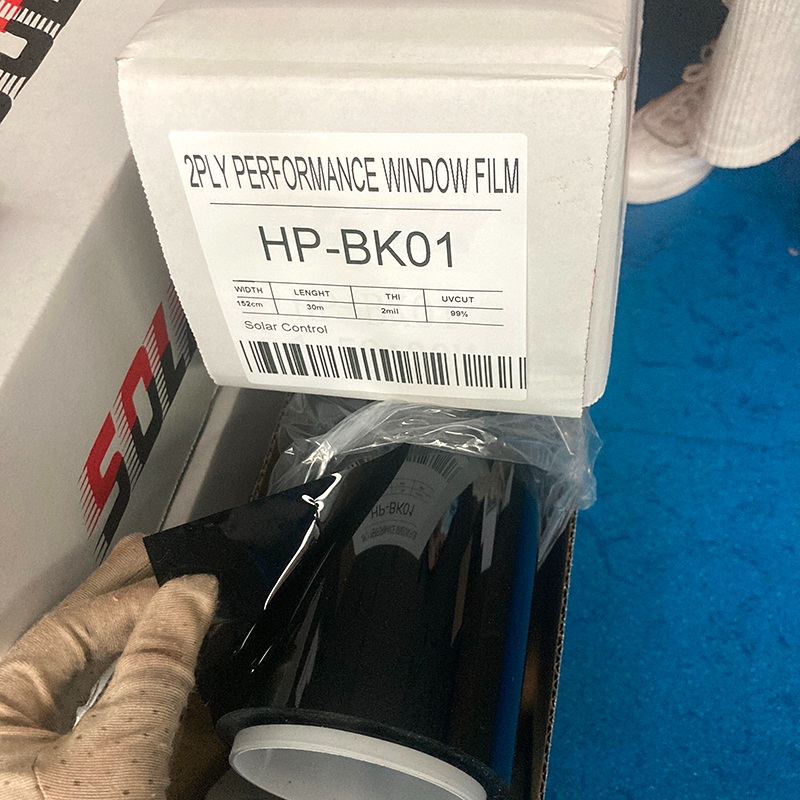 2PLY PERFORMANCE WINDOW FILM
HP-BK01
WIDTH LENGHT THI UVCUT
152cm 30m 2mil 99%
Solar Control
HP-BK01